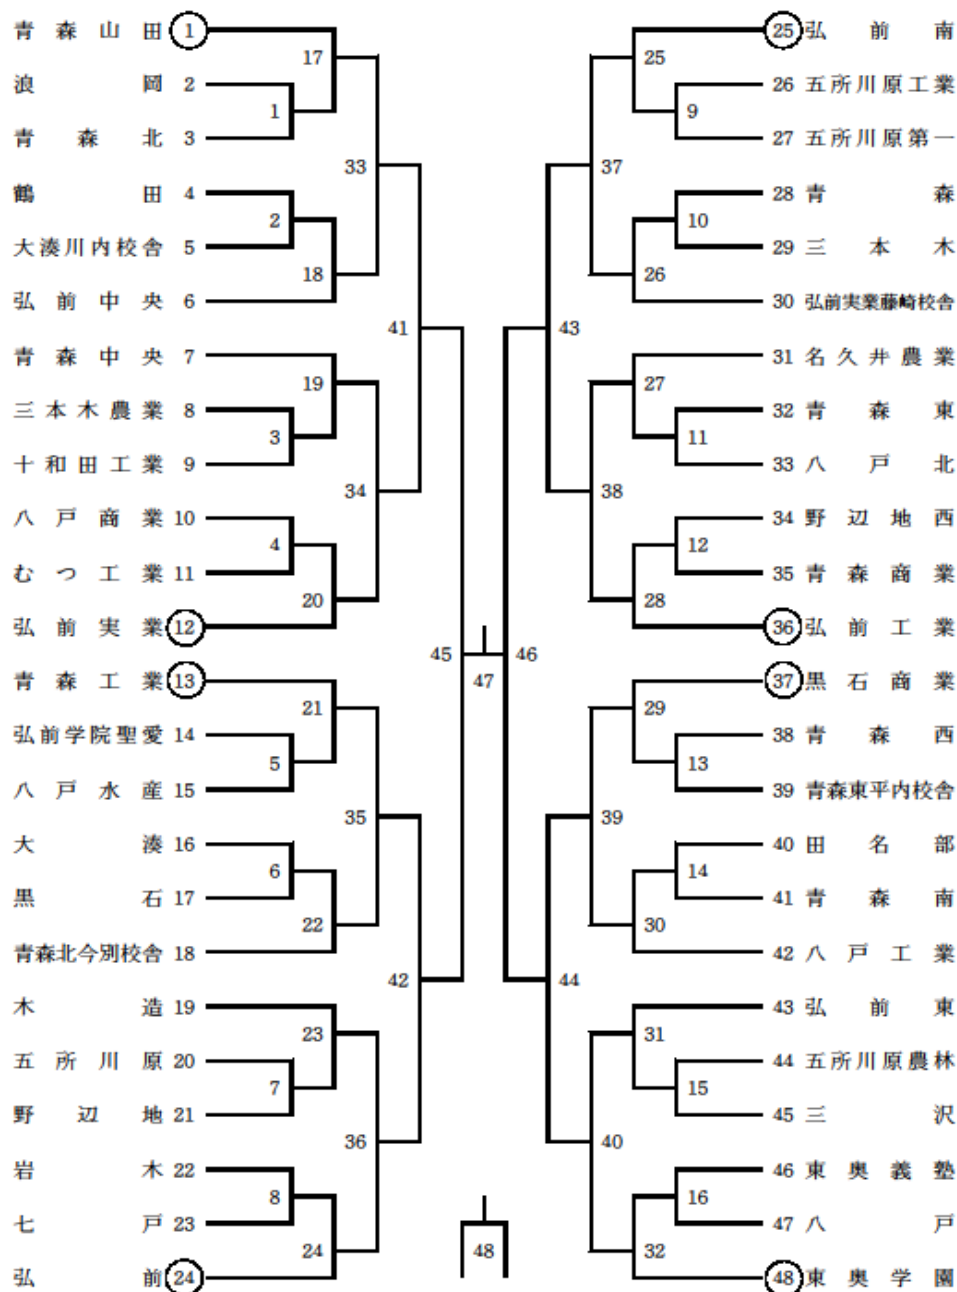 青森山田 1
浪岡 2
青森北 3
鶴田 4
大湊川内校舎 5
弘前中央 6
青森中央 7
三本木農業 8
十和田工業 9
八戸商業 10
むつ工業 11
弘前実業 12
青森工業 13
弘前学院聖愛 14
八戸水産 15
大湊 16
黒石 17
青森北今別校舎 18
木造 19
五所川原 20
野辺地 21
岩木 22
七戸 23
弘前 24
17
1
33
2
18
41
19
3
34
4
20
45
21
5
35
6
22
42
23
7
36
8
24
47
48
25
9
37
10
26
43
27
11
38
12
28
46
29
13
39
14
30
44
31
15
40
16
32
25 弘前南
26 五所川原工業
27 五所川原第一
28 青森
29 三本木
30 弘前実業藤崎校舎
31 名久井農業
32 青森東
33 八戸北
34 野辺地西
35 青森商業
36 弘前工業
37 黒石商業
38 青森西
39 青森東平内校舎
40 田名部
41 青森南
42 八戸工業
43 弘前東
44 五所川原農林
45 三沢
46 東奥義塾
47 八戸
48 東奥学園